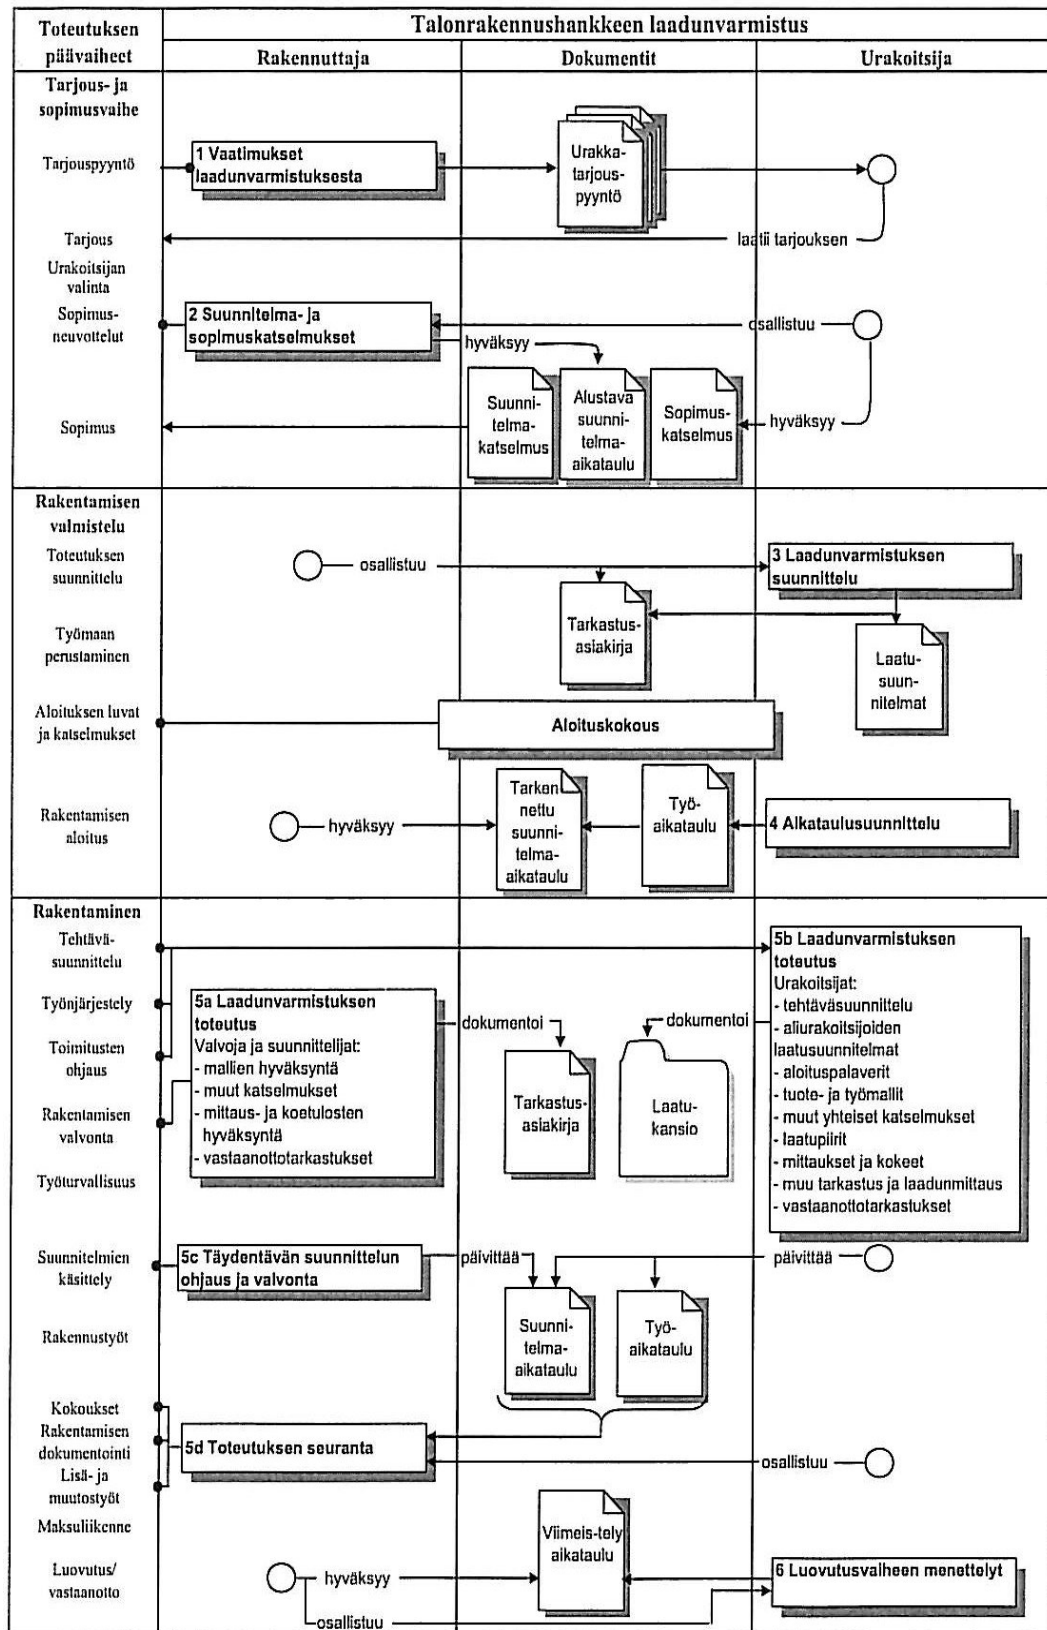 Toteutuksen
päävaiheet
Talonrakennushankkeen laadunvarmistus
Rakennuttaja
Dokumentit
Urakoitsija
Tarjous- ja
sopimusvaihe
Tarjouspyyntö
1 Vaatimukset
laadunvarmistuksesta
Urakka-
tarjous-
pyyntö
Tarjous
laatii tarjouksen
Urakoitsijan
valinta
Sopimus-
neuvottelut
2 Suunnitelma- ja
sopimuskatselmukset
osallistuu
hyväksyy
Suunni-
telma-
katselmus
Alustava
suunni-
telma-
aikataulu
Sopimus-
katselmus
hyväksyy
Sopimus
Rakentamisen
valmistelu
Toteutuksen
suunnittelu
osallistuu
3 Laadunvarmistuksen
suunnittelu
Työmaan
perustaminen
Tarkastus-
asiakirja
Laatu-
suun-
nitelmat
Aloituksen luvat
ja katselmukset
Aloituskokous
Rakentamisen
aloitus
hyväksyy
Tarken
nettu
suunni-
telma-
aikataulu
Työ-
aikataulu
4 Aikataulusuunnittelu
Rakentaminen
Tehtävä-
suunnittelu
Työnjärjestely
Toimitusten
ohjaus
Rakentamisen
valvonta
Työturvallisuus
5a Laadunvarmistuksen
toteutus
Valvoja ja suunnittelijat:
- mallien hyväksyntä
- muut katselmukset
- mittaus- ja koetulosten
hyväksyntä
- vastaanottotarkastukset
dokumentoi
Tarkastus-
asiakirja
dokumentoi
Laatu-
kansio
5b Laadunvarmistuksen
toteutus
Urakoitsijat:
- tehtäväsuunnittelu
- aliurakoitsijoiden
laatusuunnitelmat
- aloituspalaverit
- tuote- ja työmallit
- muut yhteiset katselmukset
- laatupiirit
- mittaukset ja kokeet
- muu tarkastus ja laadunmittaus
- vastaanottotarkastukset
Suunnitelmien
käsittely
5c Täydentävän suunnittelun
ohjaus ja valvonta
päivittää
päivittää
Rakennustyöt
Suunni-
telma-
aikataulu
Työ-
aikataulu
Kokoukset
Rakentamisen
dokumentointi
Lisä- ja
muutostyöt
5d Toteutuksen seuranta
osallistuu
Maksuliikenne
Viimeis-tely
aikataulu
Luovutus/
vastaanotto
hyväksyy
osallistuu
6 Luovutusvaiheen menettelyt